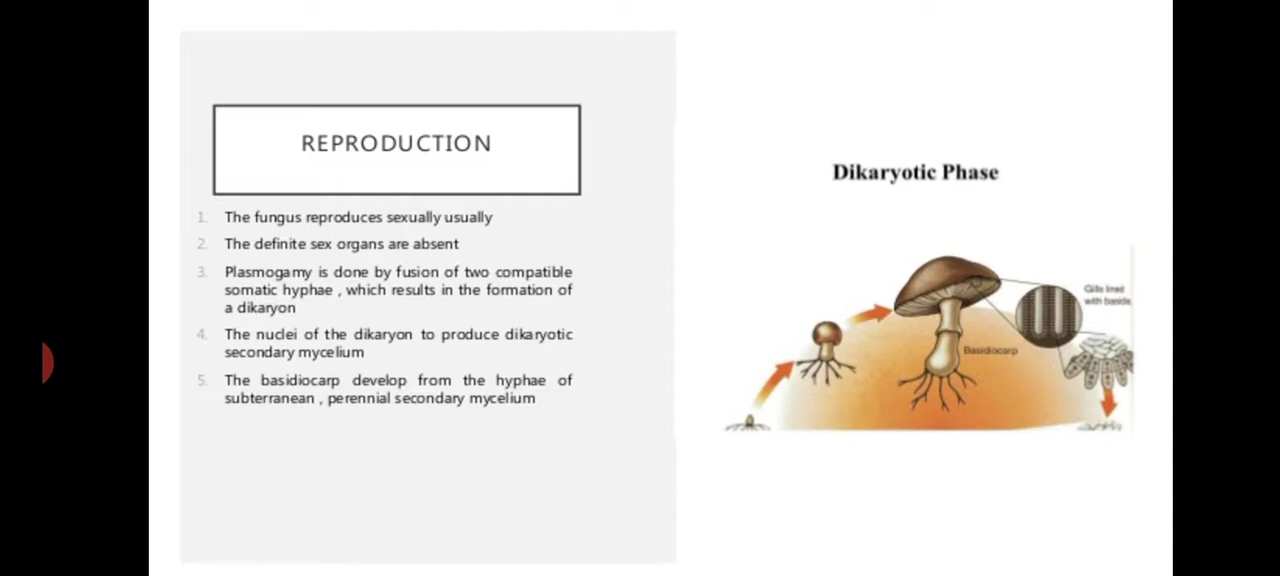 REPRODUCTION
1. The fungus reproduces sexually usually
2. The definite sex organs are absent
3. Plasmogamy is done by fusion of two compatible
somatic hyphae , which results in the formation of
a dikaryon
4. The nuclei of the dikaryon to produce dikaryotic
secondary mycelium
5. The basidiocarp develop from the hyphae of
subterranean , perennial secondary mycelium
Dikaryotic Phase
Gills lined
with basidia
Basidiocarp